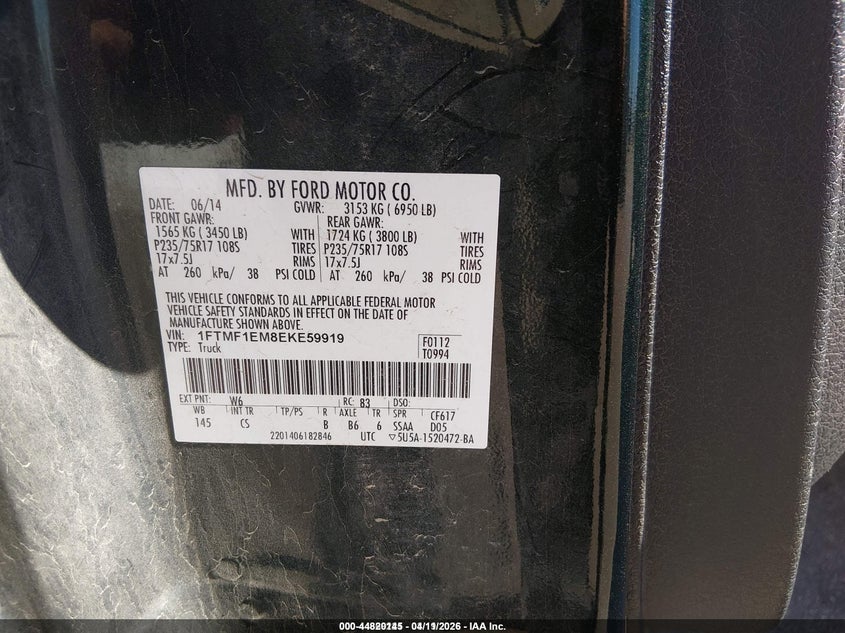 MFD. BY FORD MOTOR CO.
DATE: 06/14 GVWR: 3153 KG ( 6950 LB)
FRONT GAWR: REAR GAWR:
1565 KG ( 3450 LB) WITH 1724 KG ( 3800 LB) WITH
P235/75R17 108S TIRES P235/75R17 108S TIRES
17x7.5J RIMS 17x7.5J RIMS
AT 260 kPa/ 38 PSI COLD AT 260 kPa/ 38 PSI COLD
THIS VEHICLE CONFORMS TO ALL APPLICABLE FEDERAL MOTOR
VEHICLE SAFETY STANDARDS IN EFFECT ON THE DATE OF
MANUFACTURE SHOWN ABOVE.
VIN: 1FTMF1EM8EKE59919 F0112
TYPE: Truck T0994
EXT PNT: W6 RC: 83 DSO:
WB INT TR TP/PS R AXLE TR SPR CF617
145 CS B B6 6 SSAA D05
2201406182846 UTC ▽5U5A-1520472-BA
- IAA Inc.